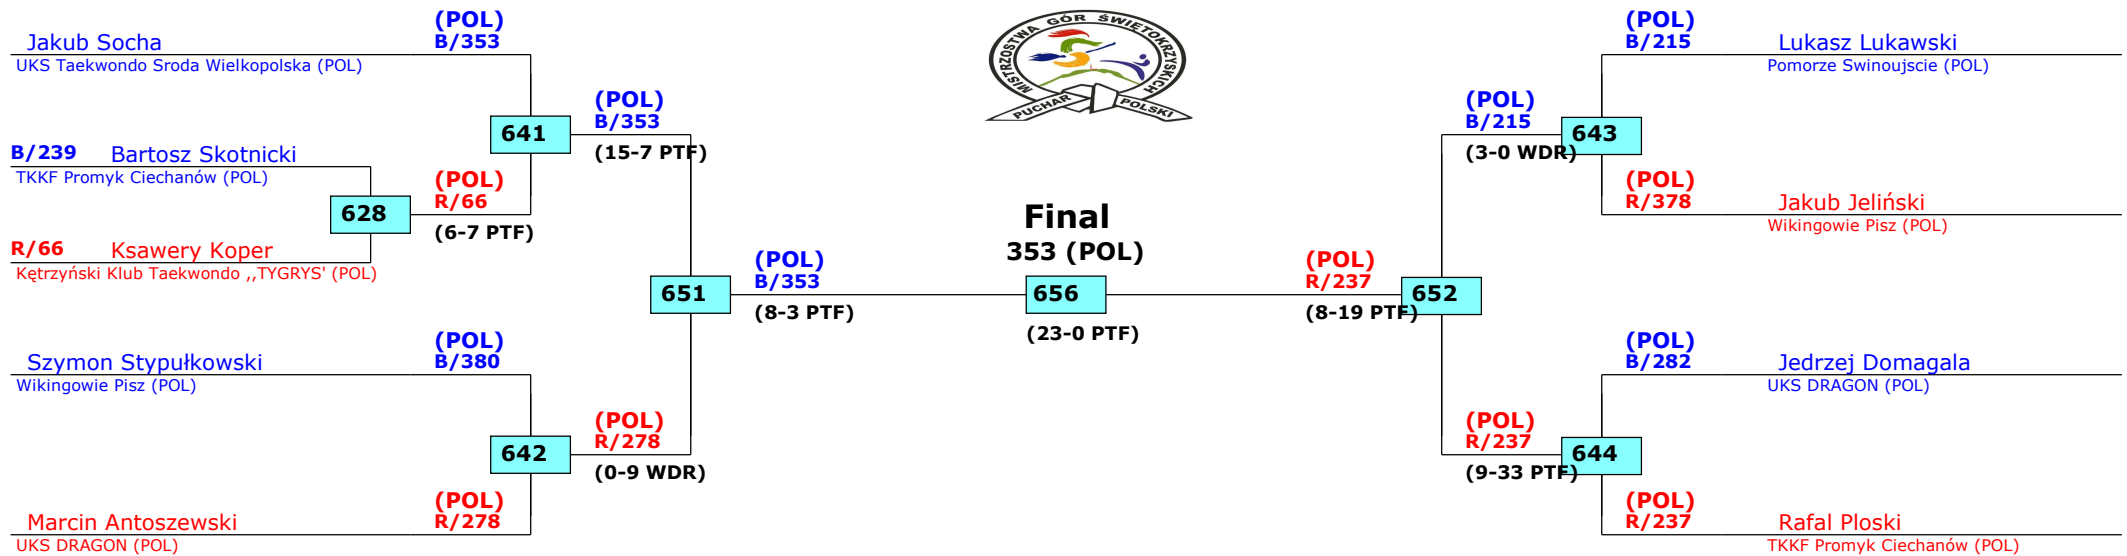 (POL)
Jakub Socha
B/353
UKS Taekwondo Sroda Wielkopolska (POL)
B/239 Bartosz Skotnicki
TKKF Promyk Ciechanów (POL)
628
R/66 Ksawery Koper
Kętrzyński Klub Taekwondo ,,TYGRYS' (POL)
(POL)
R/66
(6-7 PTF)
641
(POL)
B/353
(15-7 PTF)
(POL)
Szymon Stypułkowski
B/380
Wikingowie Pisz (POL)
642
(POL)
R/278
(0-9 WDR)
(POL)
Marcin Antoszewski
R/278
UKS DRAGON (POL)
651
(POL)
B/353
(8-3 PTF)
MISTRZOSTWA GÓR ŚWIĘTOKRZYSKICH
PUCHAR POLSKI
Final
353 (POL)
656
(23-0 PTF)
(POL)
R/237
(8-19 PTF)
652
(POL)
B/215
(3-0 WDR)
643
(POL)
B/215
Lukasz Lukawski
Pomorze Swinoujscie (POL)
(POL)
R/378
Jakub Jeliński
Wikingowie Pisz (POL)
(POL)
B/282
Jedrzej Domagala
UKS DRAGON (POL)
(POL)
R/237
(9-33 PTF)
644
(POL)
R/237
Rafal Ploski
TKKF Promyk Ciechanów (POL)